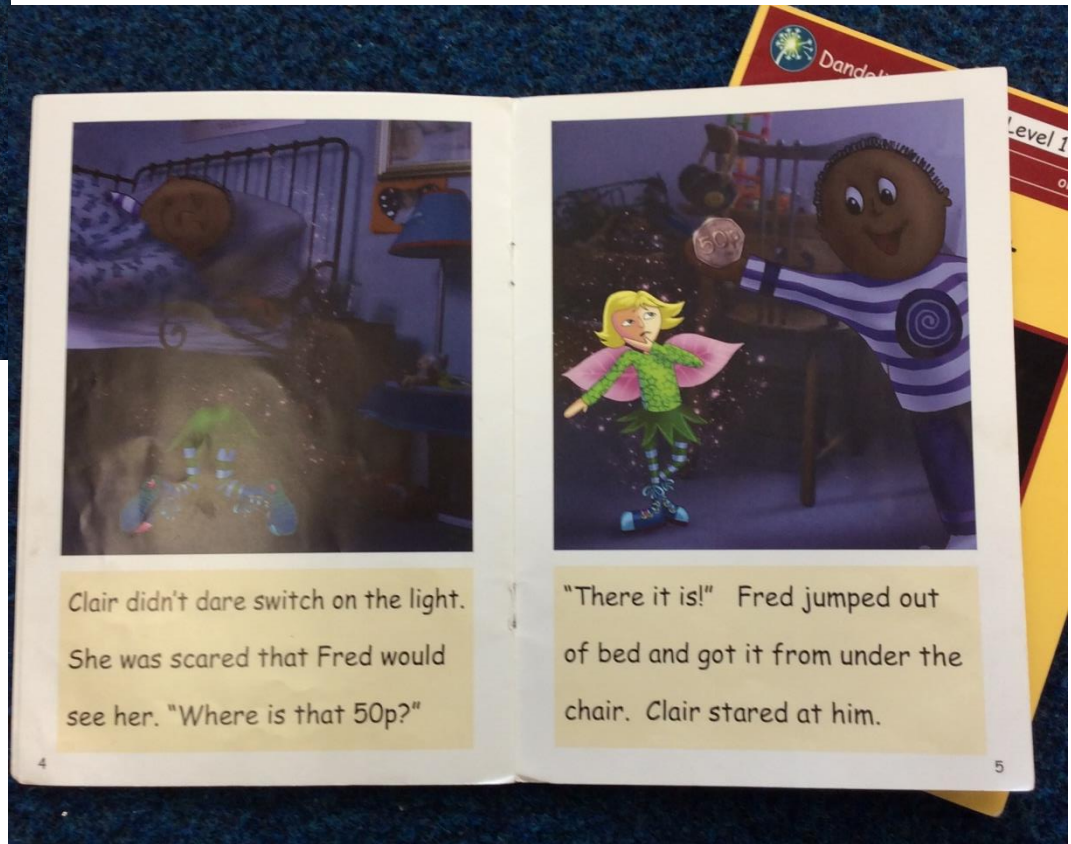 Dandel
Level 1
50p
Clair didn't dare switch on the light.
She was scared that Fred would
see her. "Where is that 50p?"
4
"There it is!" Fred jumped out
of bed and got it from under the
chair. Clair stared at him.
5